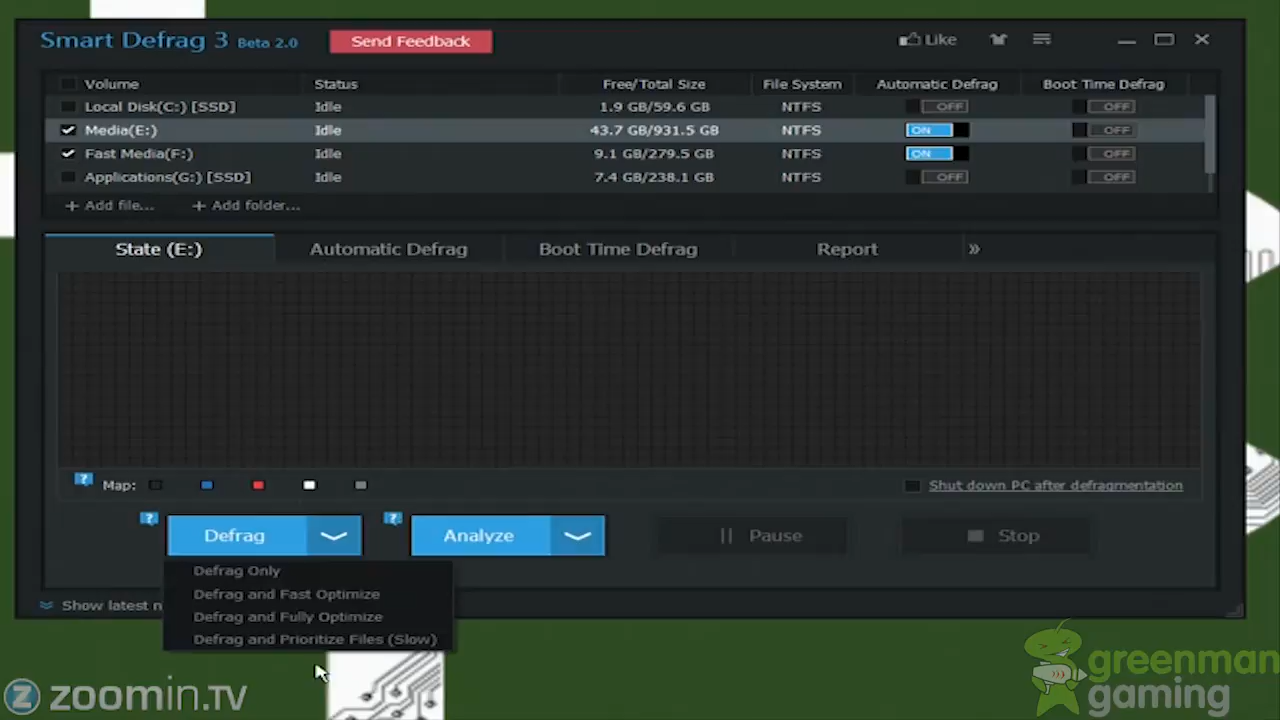 Smart Defrag 3 Beta 2.0 Send Feedback Like
Volume Status Free/Total Size File System Automatic Defrag Boot Time Defrag
Local Disk(C:) [SSD] Idle 1.9 GB/59.6 GB NTFS OFF OFF
Media(E:) Idle 43.7 GB/931.5 GB NTFS ON OFF
Fast Media(F:) Idle 9.1 GB/279.5 GB NTFS ON OFF
Applications(G:) [SSD] Idle 7.4 GB/238.1 GB NTFS OFF OFF
+ Add file... + Add folder...
State (E:) Automatic Defrag Boot Time Defrag Report »
? Map: Shut down PC after defragmentation
? Defrag ? Analyze Pause Stop
Defrag Only
Defrag and Fast Optimize
Defrag and Fully Optimize
Defrag and Prioritize Files (Slow)
Show latest
Z zoomin.TV
greenman
gaming